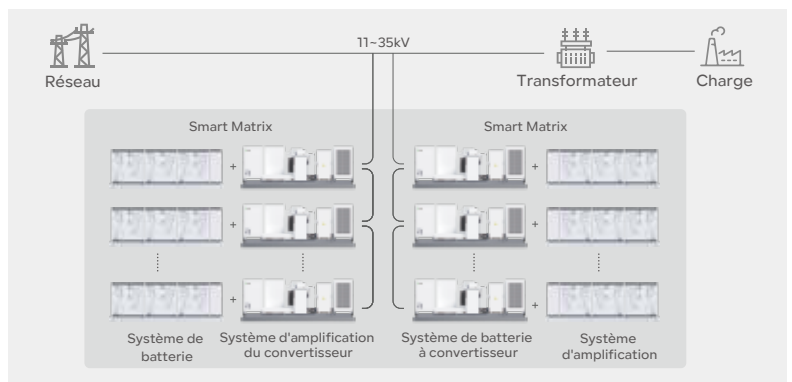 11~35kV
Réseau
Transformateur
Charge
Smart Matrix
Smart Matrix
+
+
+
+
+
+
Système de
batterie
Système d'amplification
du convertisseur
Système de batterie
à convertisseur
Système
d'amplification